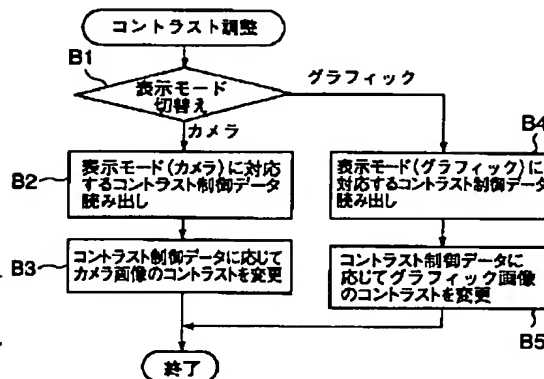 コントラスト調整
B1
表示モード
切替え
グラフィック
カメラ
B2
表示モード(カメラ)に対応
するコントラスト制御データ
読み出し
B4
表示モード(グラフィック)に
対応するコントラスト制御データ
読み出し
B3
コントラスト制御データに応じて
カメラ画像のコントラストを変更
コントラスト制御データに
応じてグラフィック画像
のコントラストを変更
B5
終了